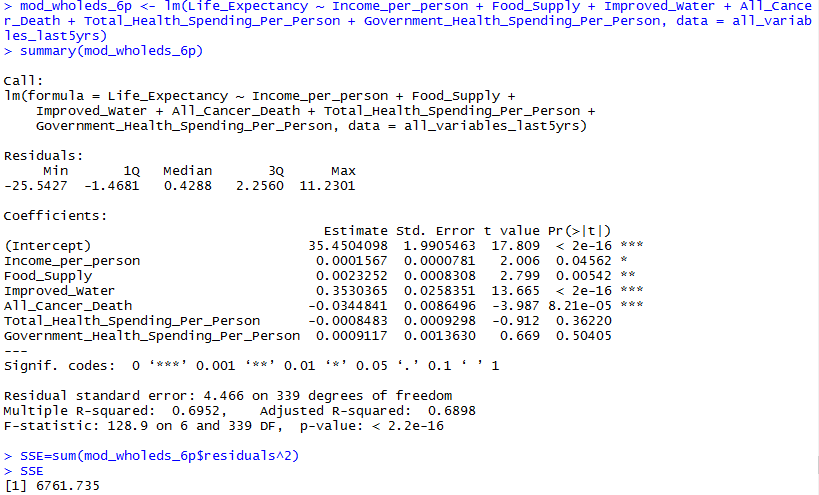 > mod_wholeds_6p <- lm(Life_Expectancy ~ Income_per_person + Food_Supply + Improved_Water + All_Cance
r_Death + Total_Health_Spending_Per_Person + Government_Health_Spending_Per_Person, data = all_variab
les_last5yrs)
> summary(mod_wholeds_6p)

Call:
lm(formula = Life_Expectancy ~ Income_per_person + Food_Supply +
    Improved_Water + All_Cancer_Death + Total_Health_Spending_Per_Person +
    Government_Health_Spending_Per_Person, data = all_variables_last5yrs)

Residuals:
     Min       1Q   Median       3Q      Max
-25.5427  -1.4681   0.4288   2.2560  11.2301

Coefficients:
                                        Estimate Std. Error t value Pr(>|t|)
(Intercept)                           35.4504098  1.9905463  17.809  < 2e-16 ***
Income_per_person                      0.0001567  0.0000781   2.006  0.04562 *
Food_Supply                            0.0023252  0.0008308   2.799  0.00542 **
Improved_Water                         0.3530365  0.0258351  13.665  < 2e-16 ***
All_Cancer_Death                      -0.0344841  0.0086496  -3.987 8.21e-05 ***
Total_Health_Spending_Per_Person      -0.0008483  0.0009298  -0.912  0.36220
Government_Health_Spending_Per_Person  0.0009117  0.0013630   0.669  0.50405
---
Signif. codes:  0 ‘***’ 0.001 ‘**’ 0.01 ‘*’ 0.05 ‘.’ 0.1 ‘ ’ 1

Residual standard error: 4.466 on 339 degrees of freedom
Multiple R-squared:  0.6952,    Adjusted R-squared:  0.6898
F-statistic: 128.9 on 6 and 339 DF,  p-value: < 2.2e-16

> SSE=sum(mod_wholeds_6p$residuals^2)
> SSE
[1] 6761.735